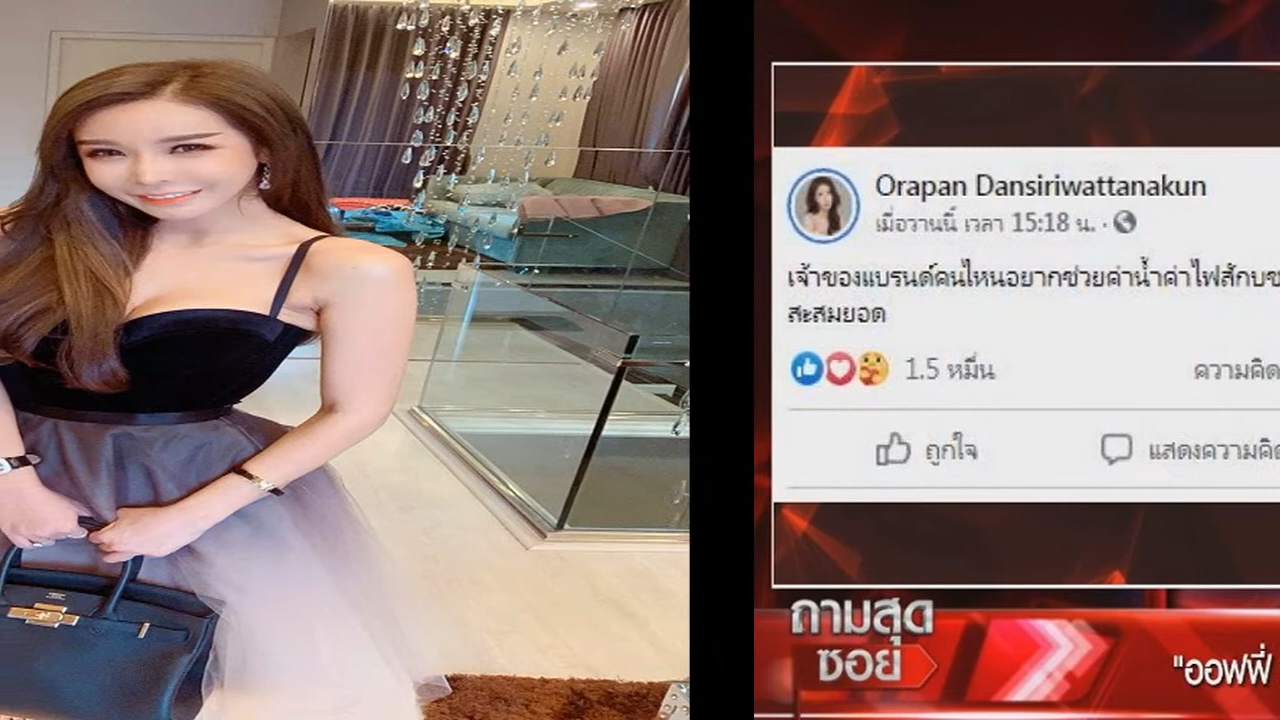 Orapan Dansiriwattanakun
เมื่อวานนี้ เวลา 15:18 น. ·
เจ้าของแบรนด์คนไหนอยากช่วยค่าน้ำค่าไฟสักบ
สะสมยอด
1.5 หมื่น
ความคิด
ถูกใจ
แสดงความคิด
ถามสุด
ซอย
"ออฟฟี่